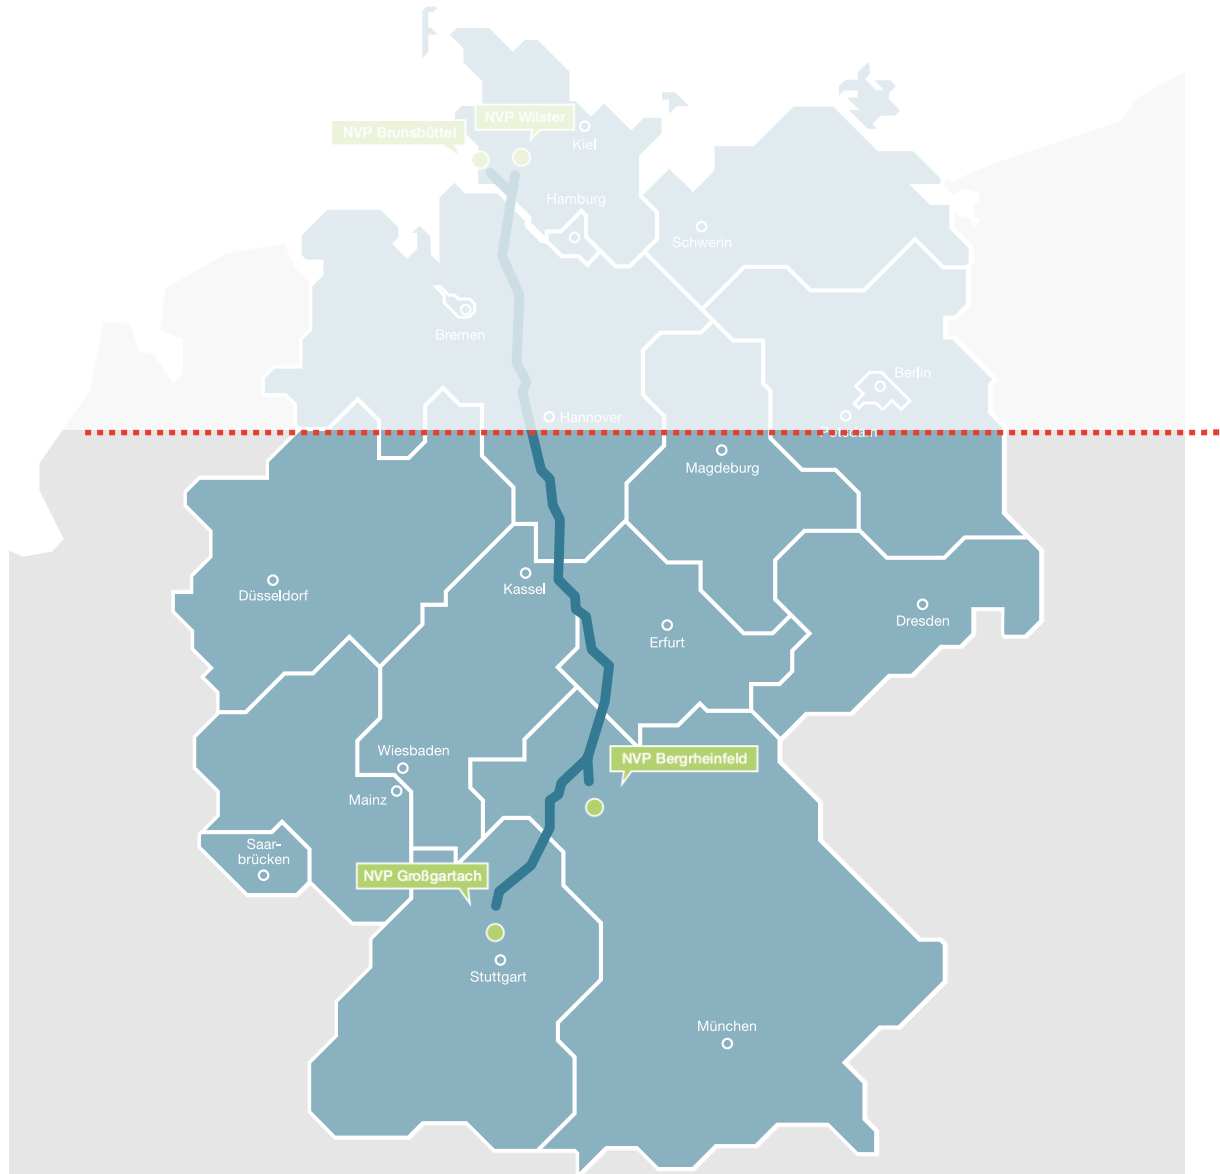 NVP Wilster
NVP Brunsbüttel
Kiel
Hamburg
Schwerin
Bremen
Berlin
Hannover
Potsdam
Magdeburg
Düsseldorf
Kassel
Erfurt
Dresden
Wiesbaden
NVP Bergrheinfeld
Mainz
Saar-
brücken
NVP Großgartach
Stuttgart
München